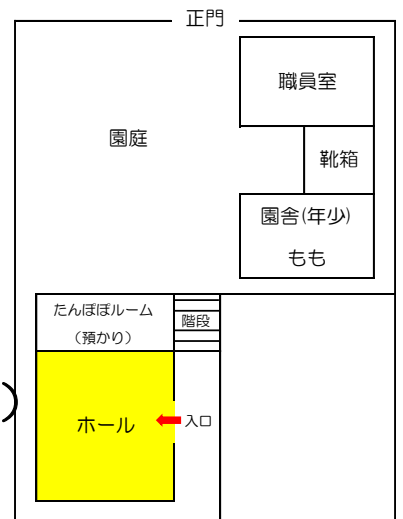 正門
職員室
園庭
靴箱
園舎(年少)
もも
たんぽぽルーム
（預かり）
階段
ホール
入口